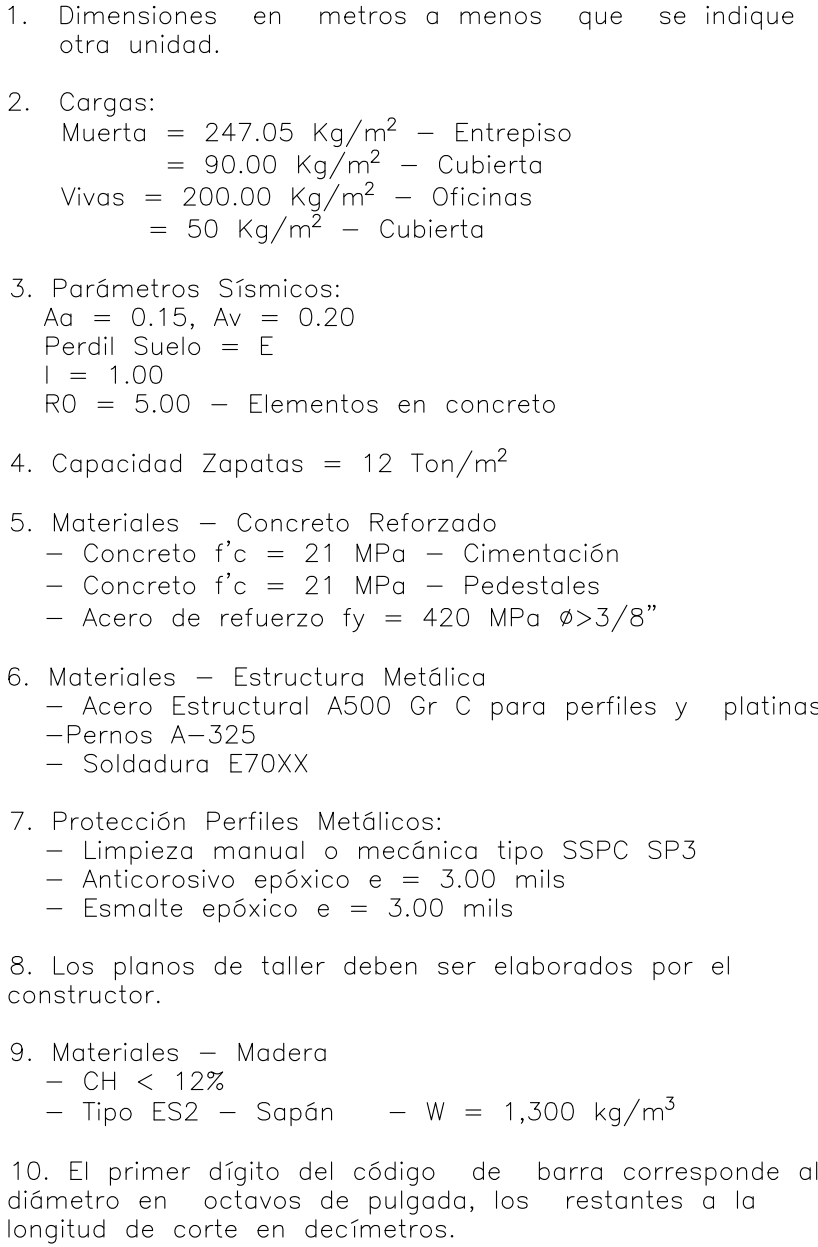 1. Dimensiones en metros a menos que se indique
otra unidad.
2. Cargas:
Muerta = 247.05 Kg/m² – Entrepiso
= 90.00 Kg/m² – Cubierta
Vivas = 200.00 Kg/m² – Oficinas
= 50 Kg/m² – Cubierta
3. Parámetros Sísmicos:
Aa = 0.15, Av = 0.20
Perdil Suelo = E
I = 1.00
R0 = 5.00 – Elementos en concreto
4. Capacidad Zapatas = 12 Ton/m²
5. Materiales – Concreto Reforzado
– Concreto f'c = 21 MPa – Cimentación
– Concreto f'c = 21 MPa – Pedestales
– Acero de refuerzo fy = 420 MPa ø>3/8"
6. Materiales – Estructura Metálica
– Acero Estructural A500 Gr C para perfiles y platinas
–Pernos A–325
– Soldadura E70XX
7. Protección Perfiles Metálicos:
– Limpieza manual o mecánica tipo SSPC SP3
– Anticorosivo epóxico e = 3.00 mils
– Esmalte epóxico e = 3.00 mils
8. Los planos de taller deben ser elaborados por el
constructor.
9. Materiales – Madera
– CH < 12%
– Tipo ES2 – Sapán – W = 1,300 kg/m³
10. El primer dígito del código de barra corresponde al
diámetro en octavos de pulgada, los restantes a la
longitud de corte en decímetros.